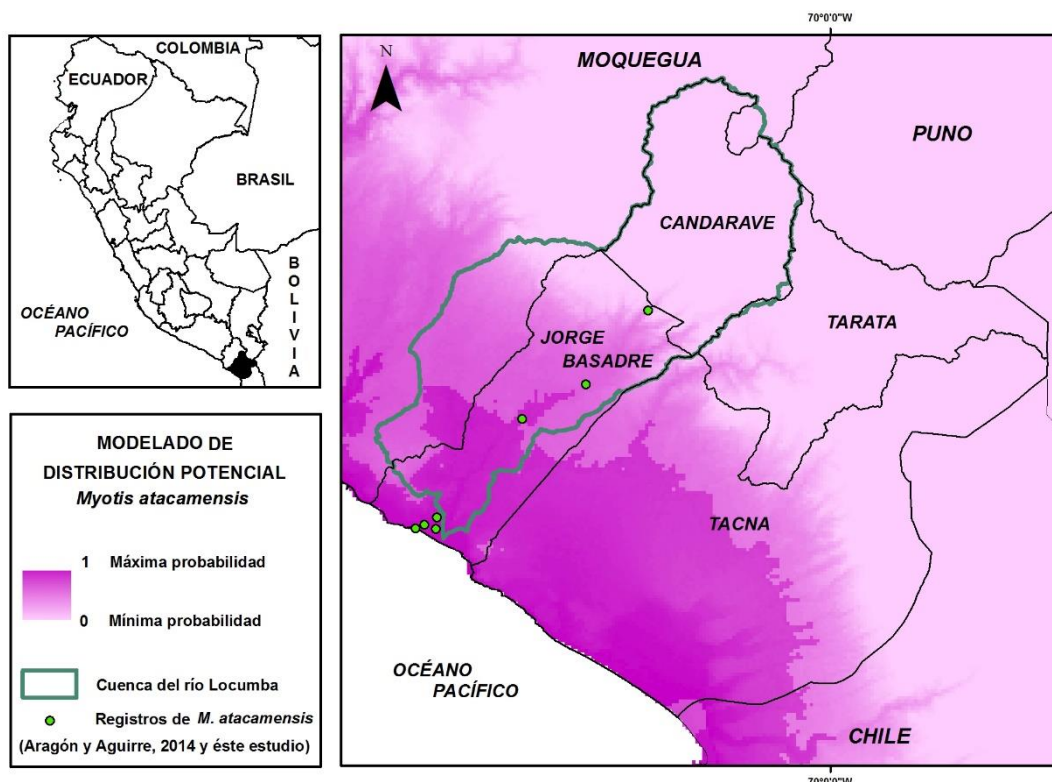 COLOMBIA
ECUADOR
BRASIL
BOLIVIA
OCÉANO
PACÍFICO
MODELADO DE
DISTRIBUCIÓN POTENCIAL
Myotis atacamensis
1 Máxima probabilidad
0 Mínima probabilidad
Cuenca del río Locumba
Registros de M. atacamensis
(Aragón y Aguirre, 2014 y éste estudio)
70°0'0"W
N
MOQUEGUA
PUNO
CANDARAVE
TARATA
JORGE
BASADRE
TACNA
OCÉANO
PACÍFICO
CHILE
70°0'0"W